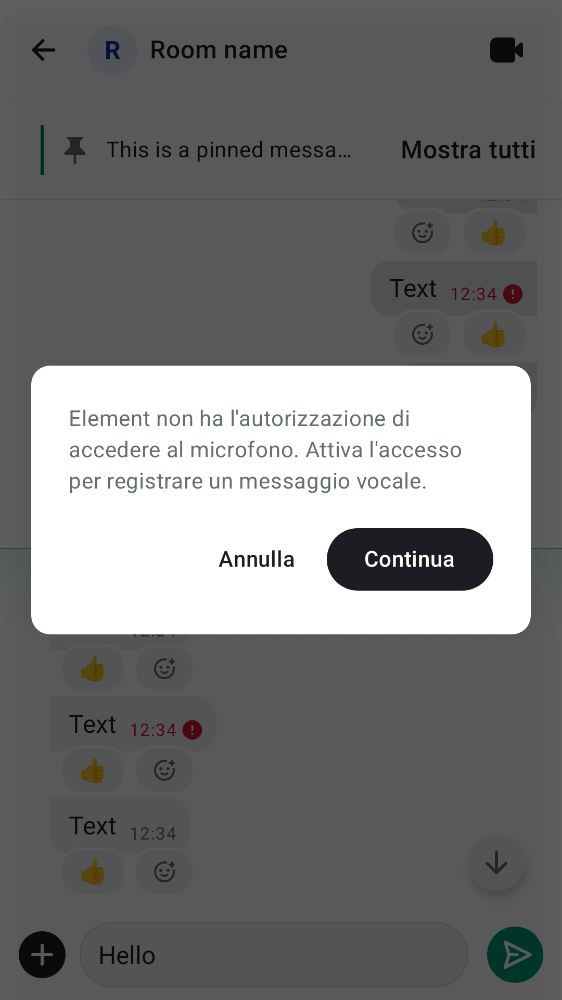 R Room name
This is a pinned messa... Mostra tutti
Text 12:34
Element non ha l'autorizzazione di
accedere al microfono. Attiva l'accesso
per registrare un messaggio vocale.
Annulla Continua
Text 12:34
Text 12:34
Hello